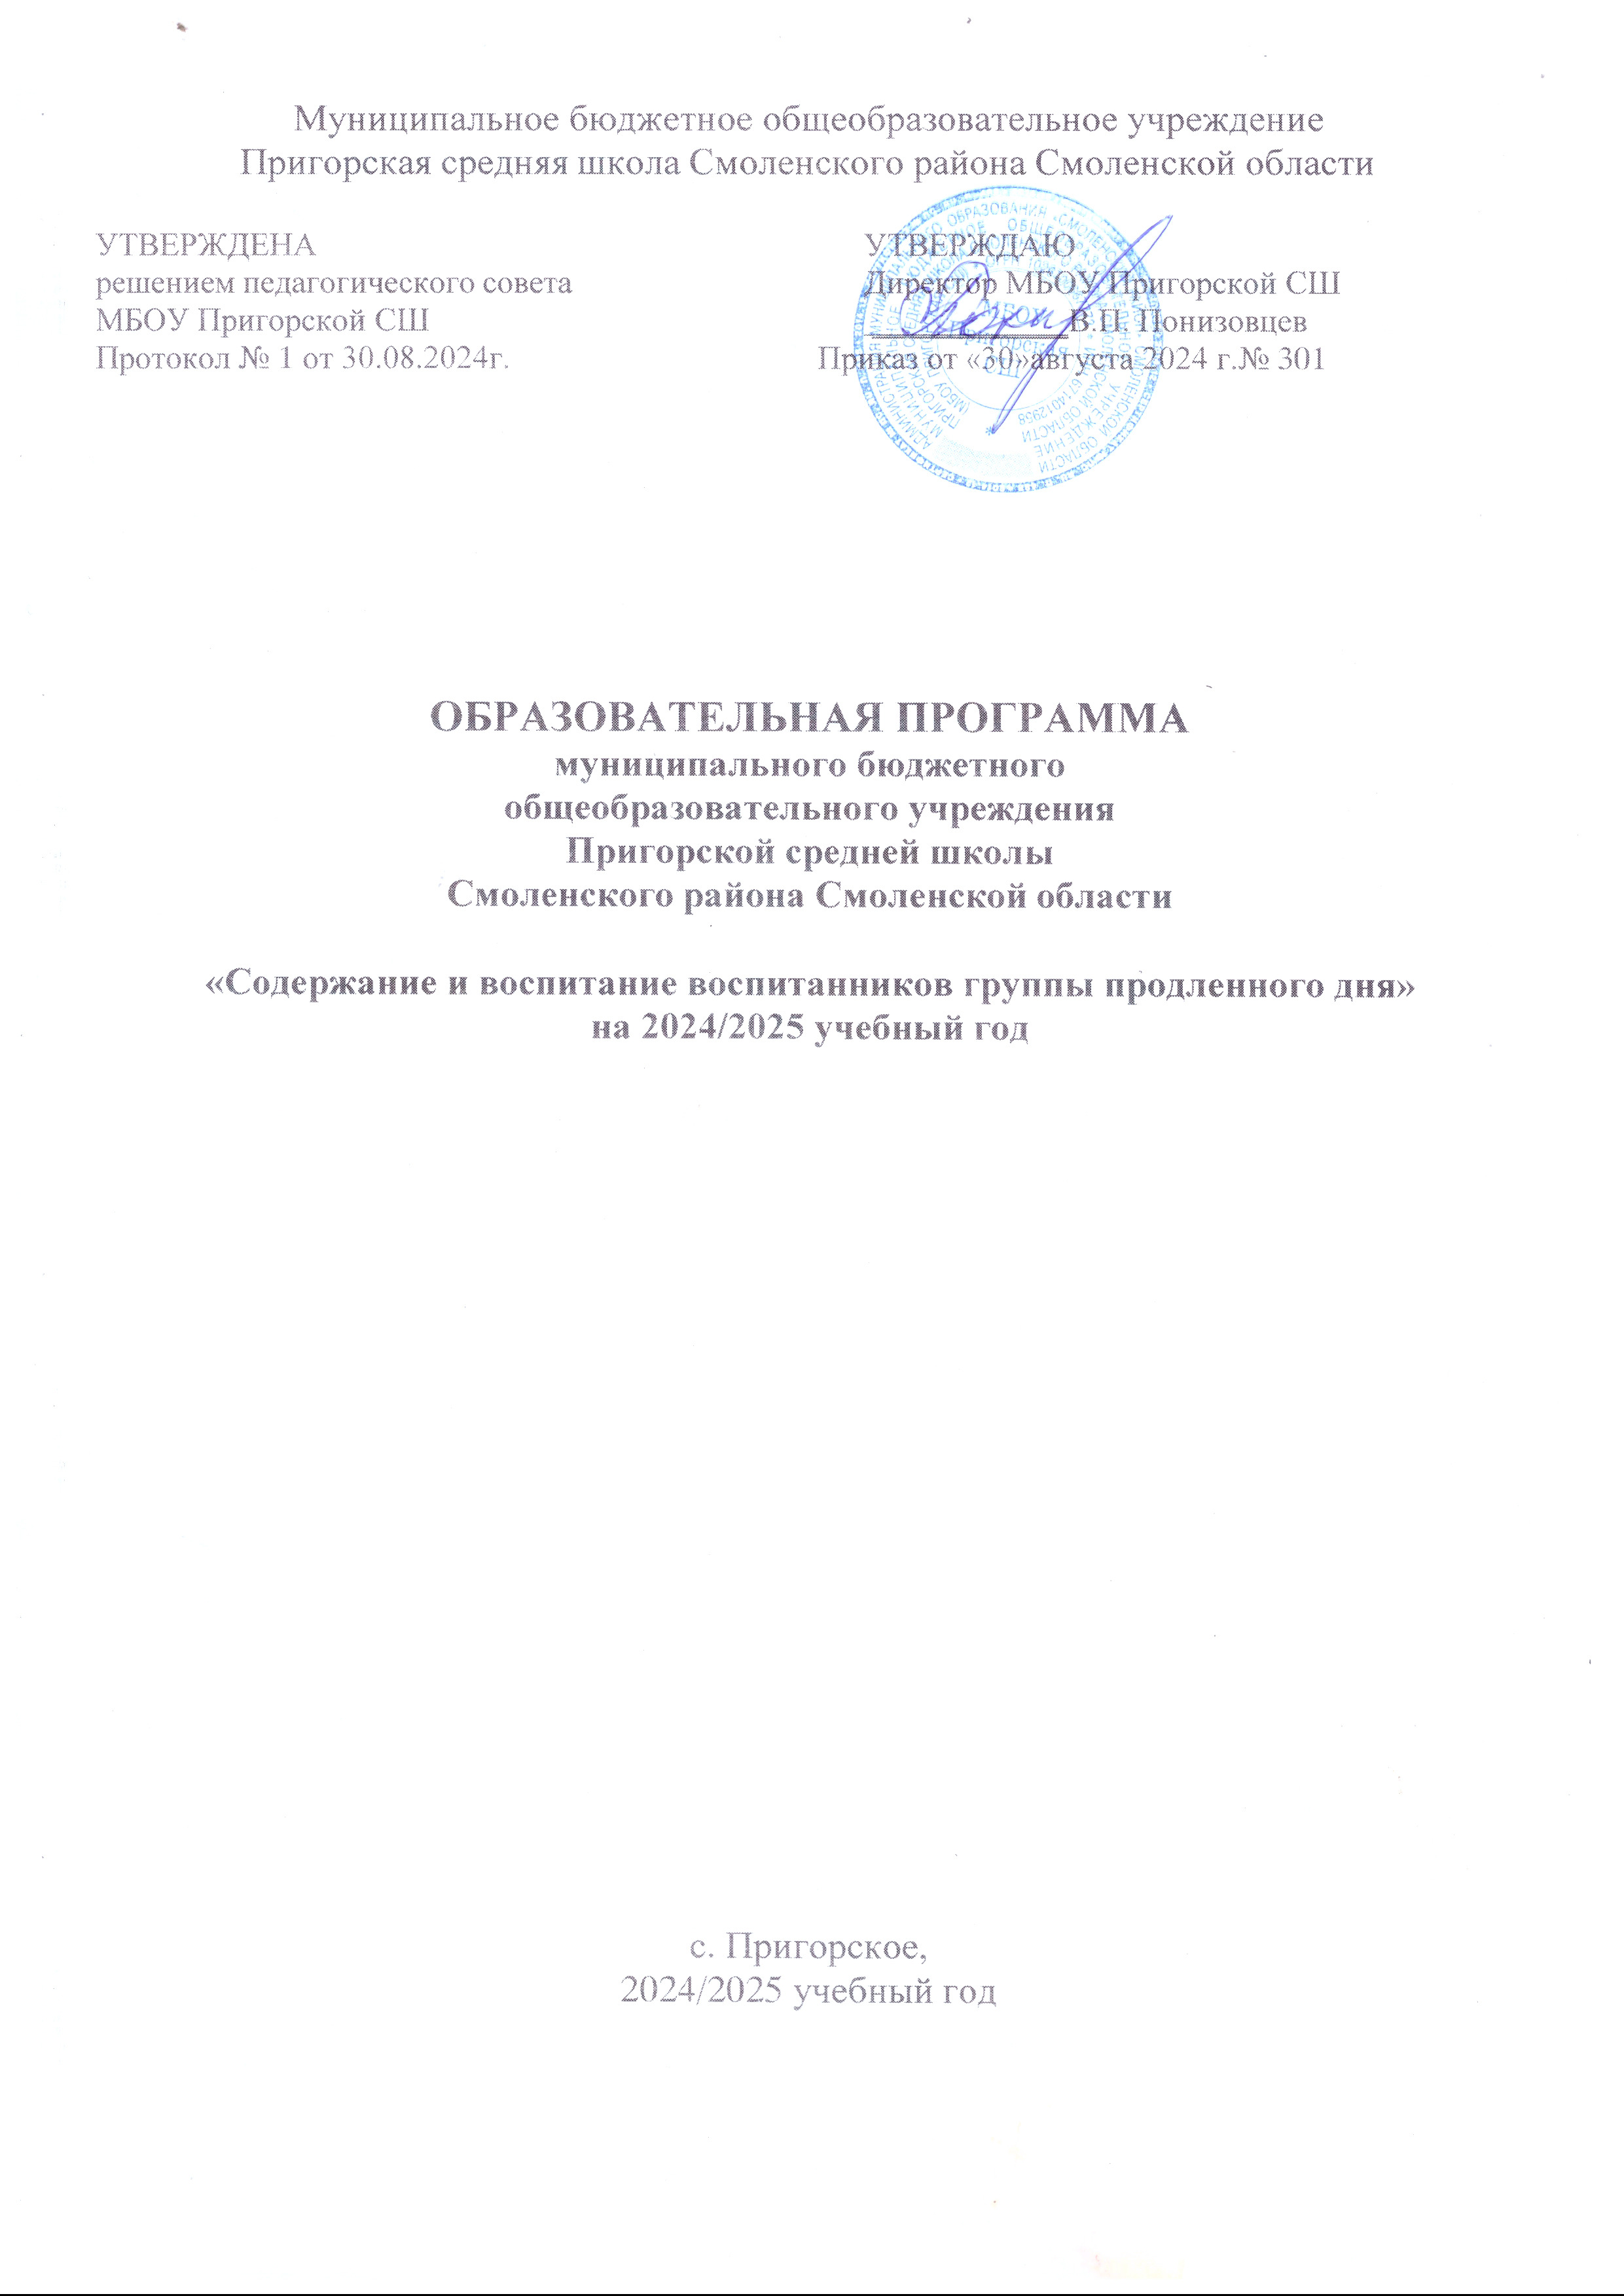 Муниципальное бюджетное общеобразовательное учреждение
Пригорская средняя школа Смоленского района Смоленской области
УТВЕРЖДЕНА
решением педагогического совета
МБОУ Пригорской СШ
Протокол № 1 от 30.08.2024г.
УТВЕРЖДАЮ
Директор МБОУ Пригорской СШ
В.П. Понизовцев
Приказ от «30»августа 2024 г.№ 301
ОБРАЗОВАТЕЛЬНАЯ ПРОГРАММА
муниципального бюджетного
общеобразовательного учреждения
Пригорской средней школы
Смоленского района Смоленской области
«Содержание и воспитание воспитанников группы продленного дня»
на 2024/2025 учебный год
с. Пригорское,
2024/2025 учебный год